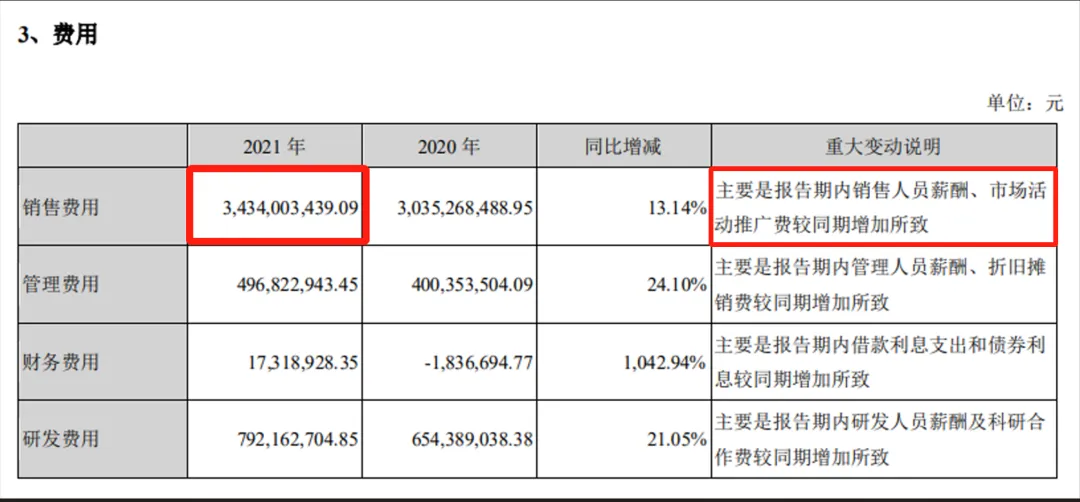 3、费用
单位：元
2021 年 2020 年 同比增减 重大变动说明
销售费用 3,434,003,439.09 3,035,268,488.95 13.14% 主要是报告期内销售人员薪酬、市场活
动推广费较同期增加所致
管理费用 496,822,943.45 400,353,504.09 24.10% 主要是报告期内管理人员薪酬、折旧摊
销费较同期增加所致
财务费用 17,318,928.35 -1,836,694.77 1,042.94% 主要是报告期内借款利息支出和债券利
息较同期增加所致
研发费用 792,162,704.85 654,389,038.38 21.05% 主要是报告期内研发人员薪酬及科研合
作费较同期增加所致